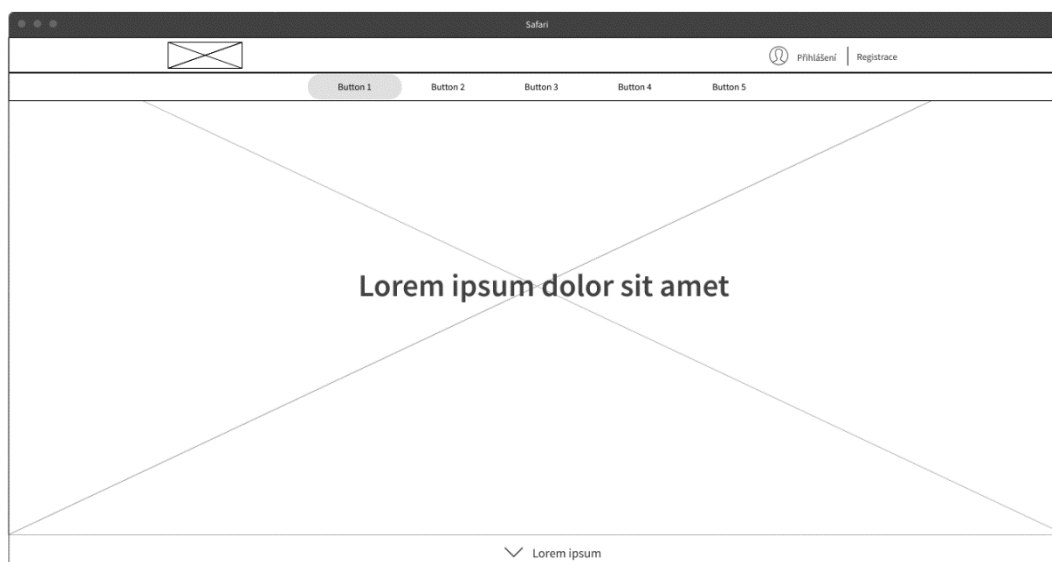 Safari
Přihlášení Registrace
Button 1 Button 2 Button 3 Button 4 Button 5
Lorem ipsum dolor sit amet
Lorem ipsum